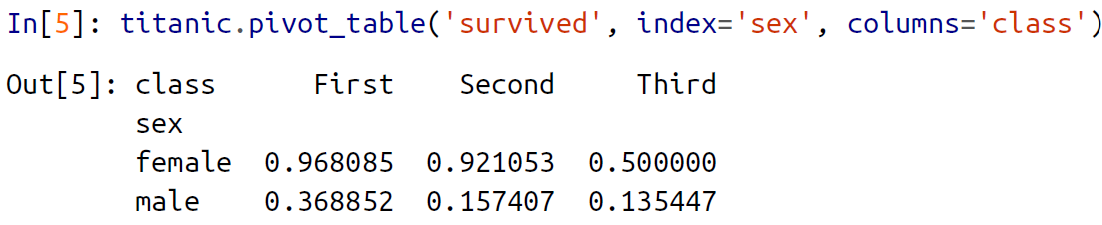 In[5]: titanic.pivot_table('survived', index='sex', columns='class')
Out[5]: class      First    Second     Third
        sex
        female  0.968085  0.921053  0.500000
        male    0.368852  0.157407  0.135447